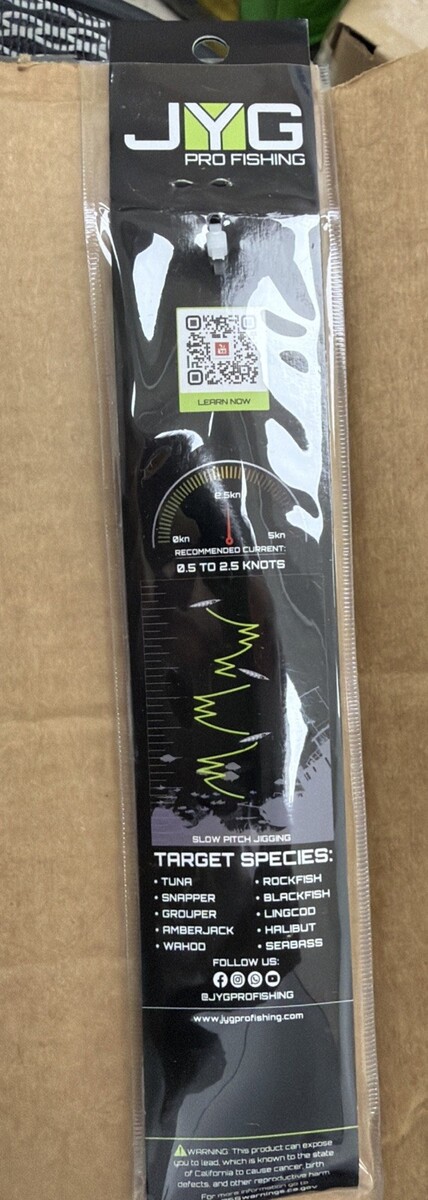 JYG
PRO FISHING
LEARN NOW
2.5kn
0kn
5kn
RECOMMENDED CURRENT:
0.5 TO 2.5 KNOTS
SLOW PITCH JIGGING
TARGET SPECIES:
• TUNA
• SNAPPER
• GROUPER
• AMBERJACK
• WAHOO
• ROCKFISH
• BLACKFISH
• LINGCOD
• HALIBUT
• SEABASS
FOLLOW US:
@JYGPROFISHING
www.jygprofishing.com
WARNING: This product can expose
you to lead, which is known to the state
of California to cause cancer, birth
defects, and other reproductive harm.
For more information go to